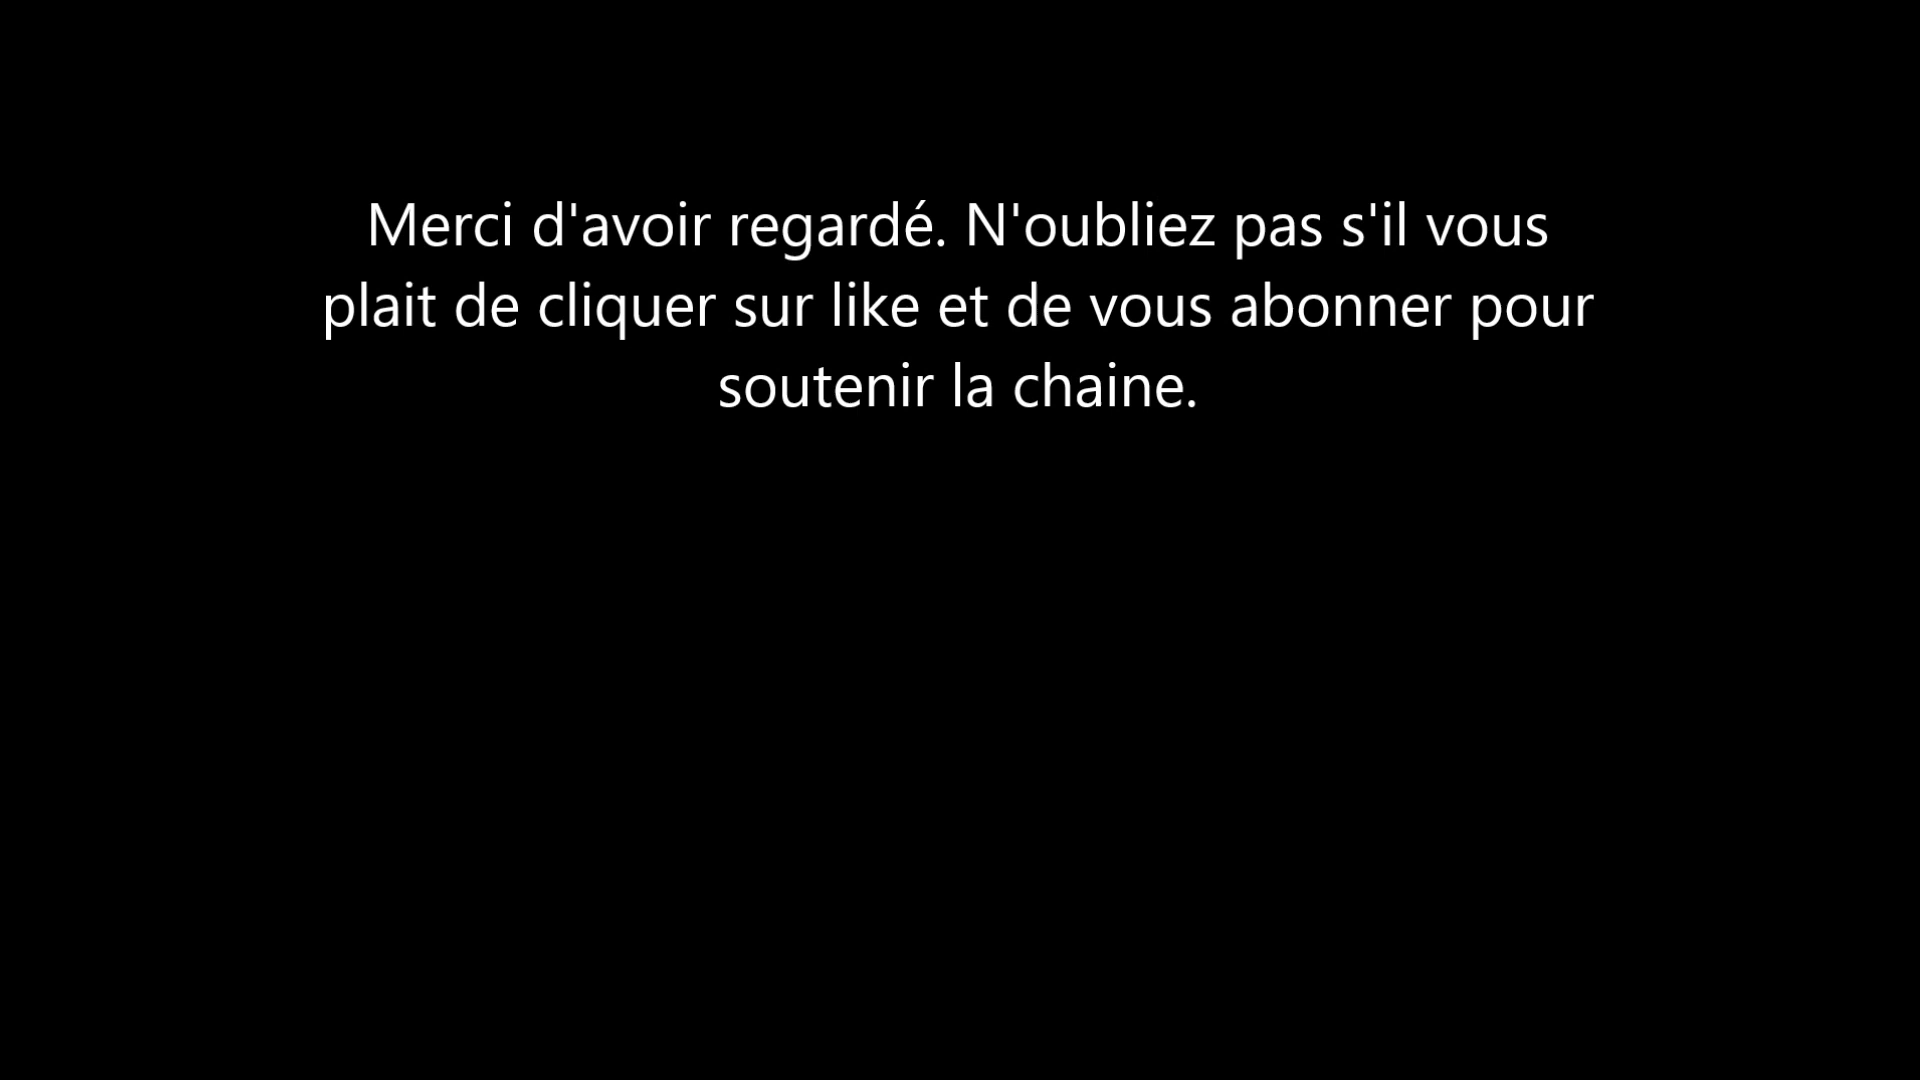 Merci d'avoir regardé. N'oubliez pas s'il vous
plait de cliquer sur like et de vous abonner pour
soutenir la chaine.